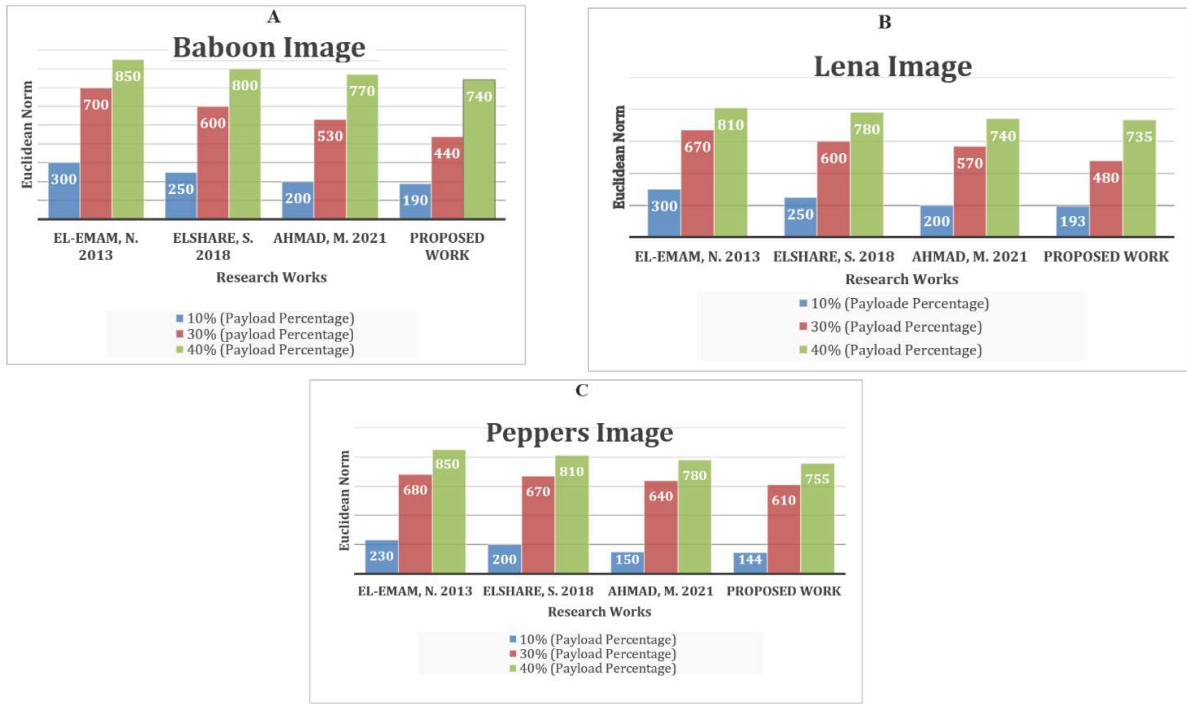 A
Baboon Image
Euclidean Norm
300 700 850 250 600 800 200 530 770 190 440 740
EL-EMAM, N. 2013
ELSHARE, S. 2018
AHMAD, M. 2021
PROPOSED WORK
Research Works
10% (Payload Percentage)
30% (payload Percentage)
40% (Payload Percentage)
B
Lena Image
Euclidean Norm
300 670 810 250 600 780 200 570 740 193 480 735
EL-EMAM, N. 2013 ELSHARE, S. 2018 AHMAD, M. 2021 PROPOSED WORK
Research Works
10% (Payloade Percentage)
30% (Payload Percentage)
40% (Payload Percentage)
C
Peppers Image
Euclidean Norm
230 680 850 200 670 810 150 640 780 144 610 755
EL-EMAM, N. 2013 ELSHARE, S. 2018 AHMAD, M. 2021 PROPOSED WORK
Research Works
10% (Payload Percentage)
30% (Payload Percentage)
40% (Payload Percentage)